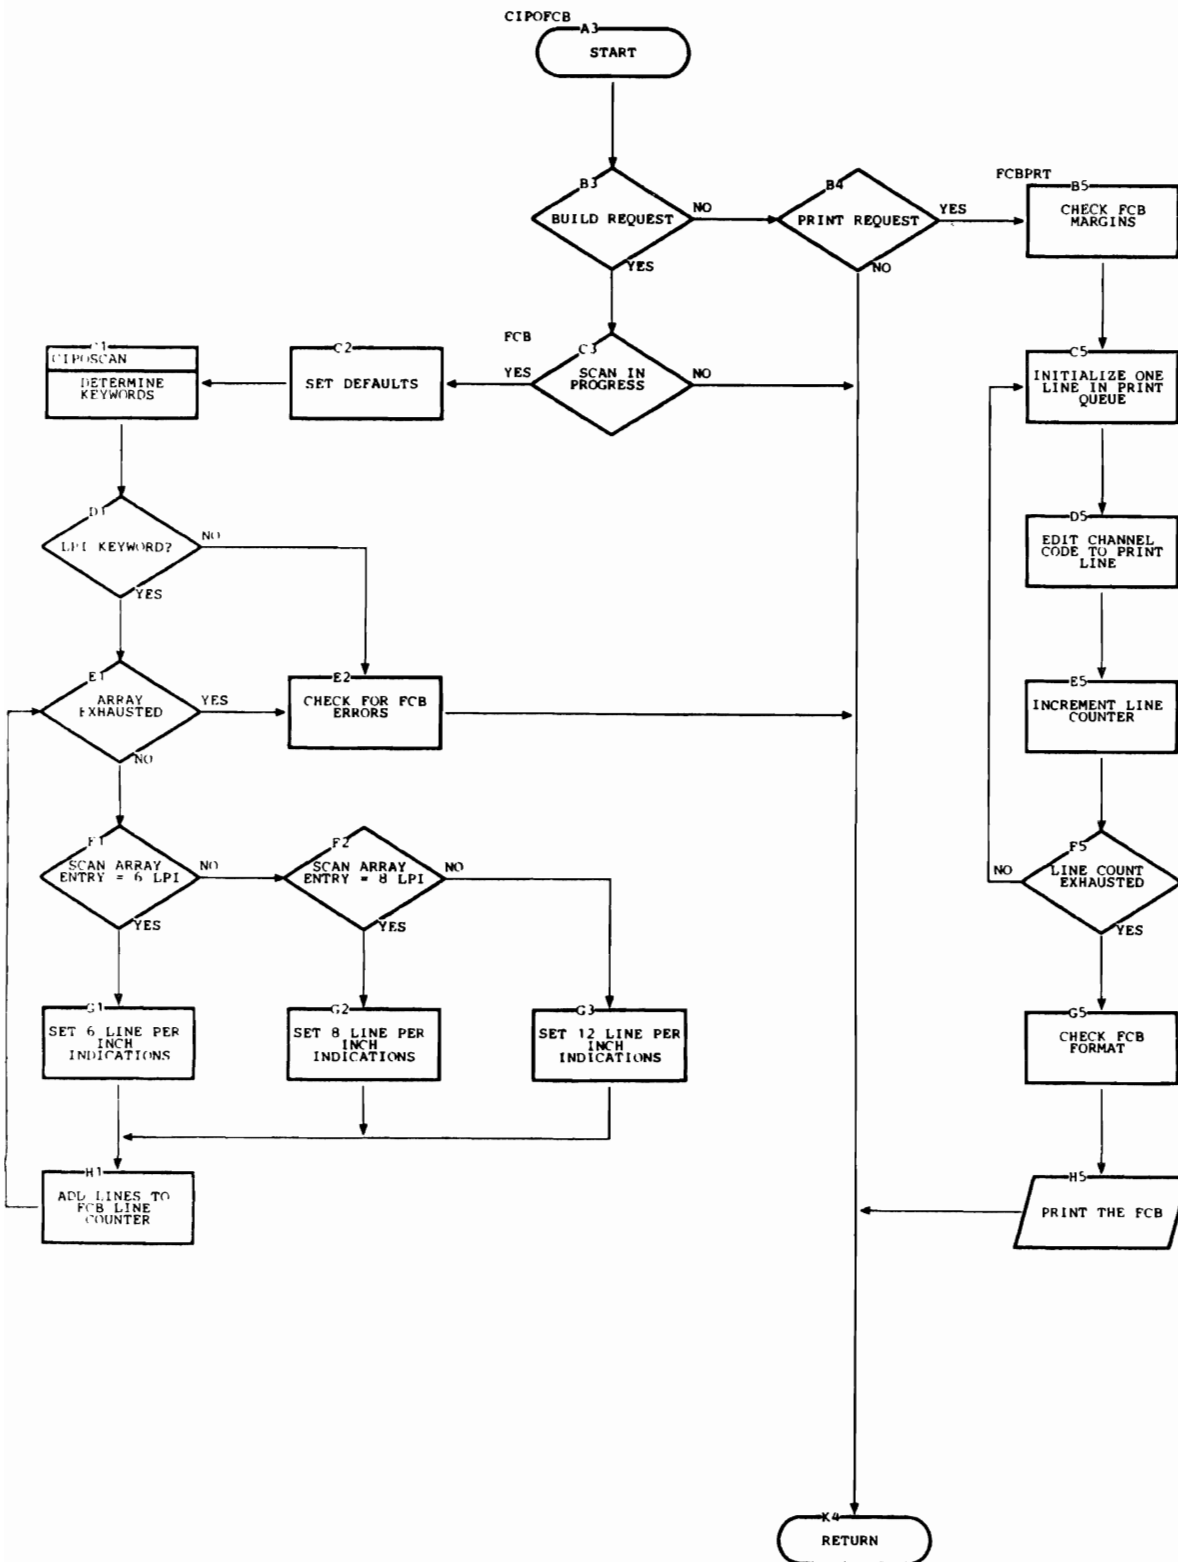 CIPOFCB
A3
START
B3
BUILD REQUEST
NO
YES
B4
PRINT REQUEST
YES
NO
FCBPRT
B5
CHECK FCB
MARGINS
C1
CIPOSCAN
DETERMINE
KEYWORDS
C2
SET DEFAULTS
FCB
C3
SCAN IN
PROGRESS
YES
NO
C5
INITIALIZE ONE
LINE IN PRINT
QUEUE
D1
LPI KEYWORD?
NO
YES
D5
EDIT CHANNEL
CODE TO PRINT
LINE
E1
ARRAY
EXHAUSTED
YES
NO
E2
CHECK FOR FCB
ERRORS
E5
INCREMENT LINE
COUNTER
F1
SCAN ARRAY
ENTRY = 6 LPI
NO
YES
F2
SCAN ARRAY
ENTRY = 8 LPI
NO
YES
F5
LINE COUNT
EXHAUSTED
NO
YES
G1
SET 6 LINE PER
INCH
INDICATIONS
G2
SET 8 LINE PER
INCH
INDICATIONS
G3
SET 12 LINE PER
INCH
INDICATIONS
G5
CHECK FCB
FORMAT
H1
ADD LINES TO
FCB LINE
COUNTER
H5
PRINT THE FCB
K4
RETURN